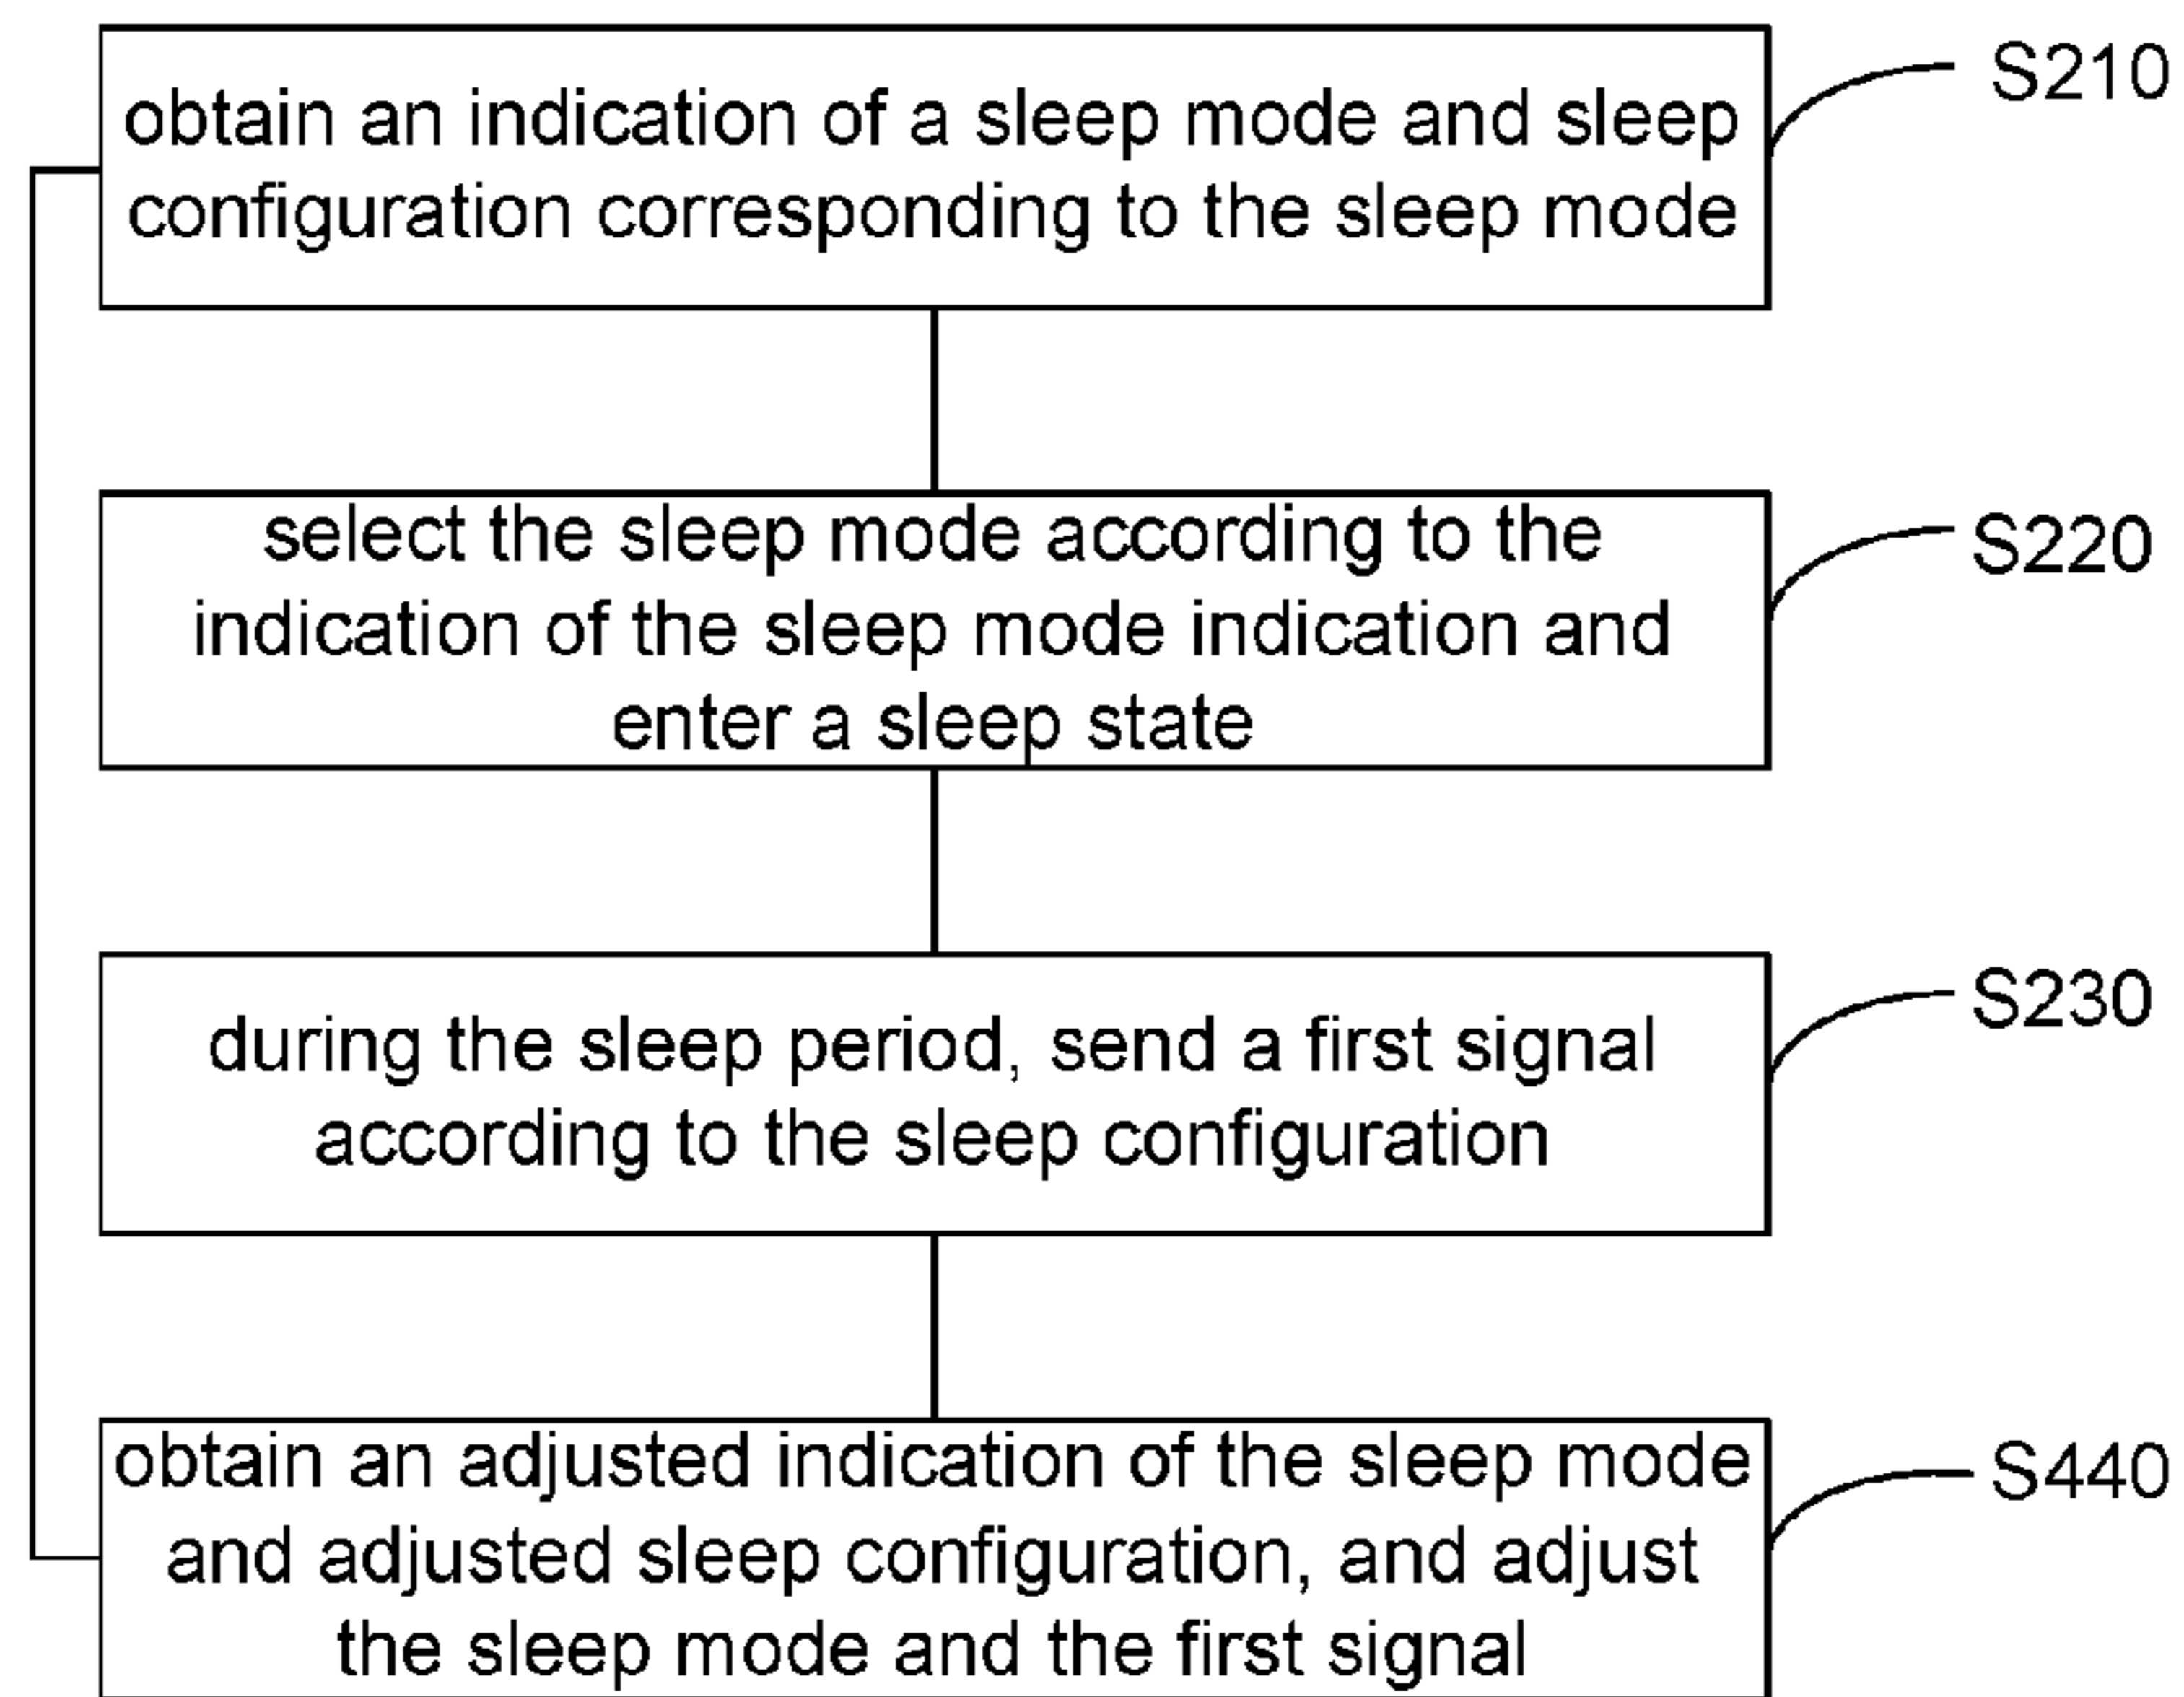 obtain an indication of a sleep mode and sleep
configuration corresponding to the sleep mode
S210
select the sleep mode according to the
indication of the sleep mode indication and
enter a sleep state
S220
during the sleep period, send a first signal
according to the sleep configuration
S230
obtain an adjusted indication of the sleep mode
and adjusted sleep configuration, and adjust
the sleep mode and the first signal
S440